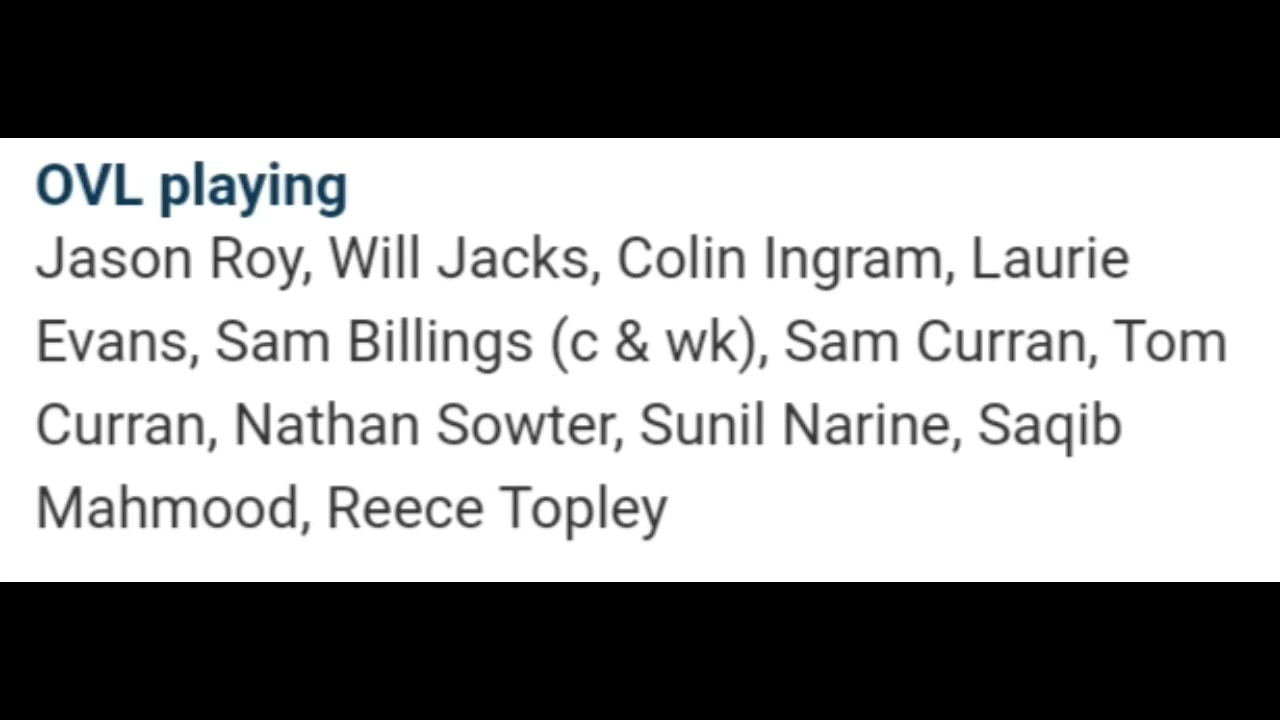 OVL playing
Jason Roy, Will Jacks, Colin Ingram, Laurie
Evans, Sam Billings (c & wk), Sam Curran, Tom
Curran, Nathan Sowter, Sunil Narine, Saqib
Mahmood, Reece Topley